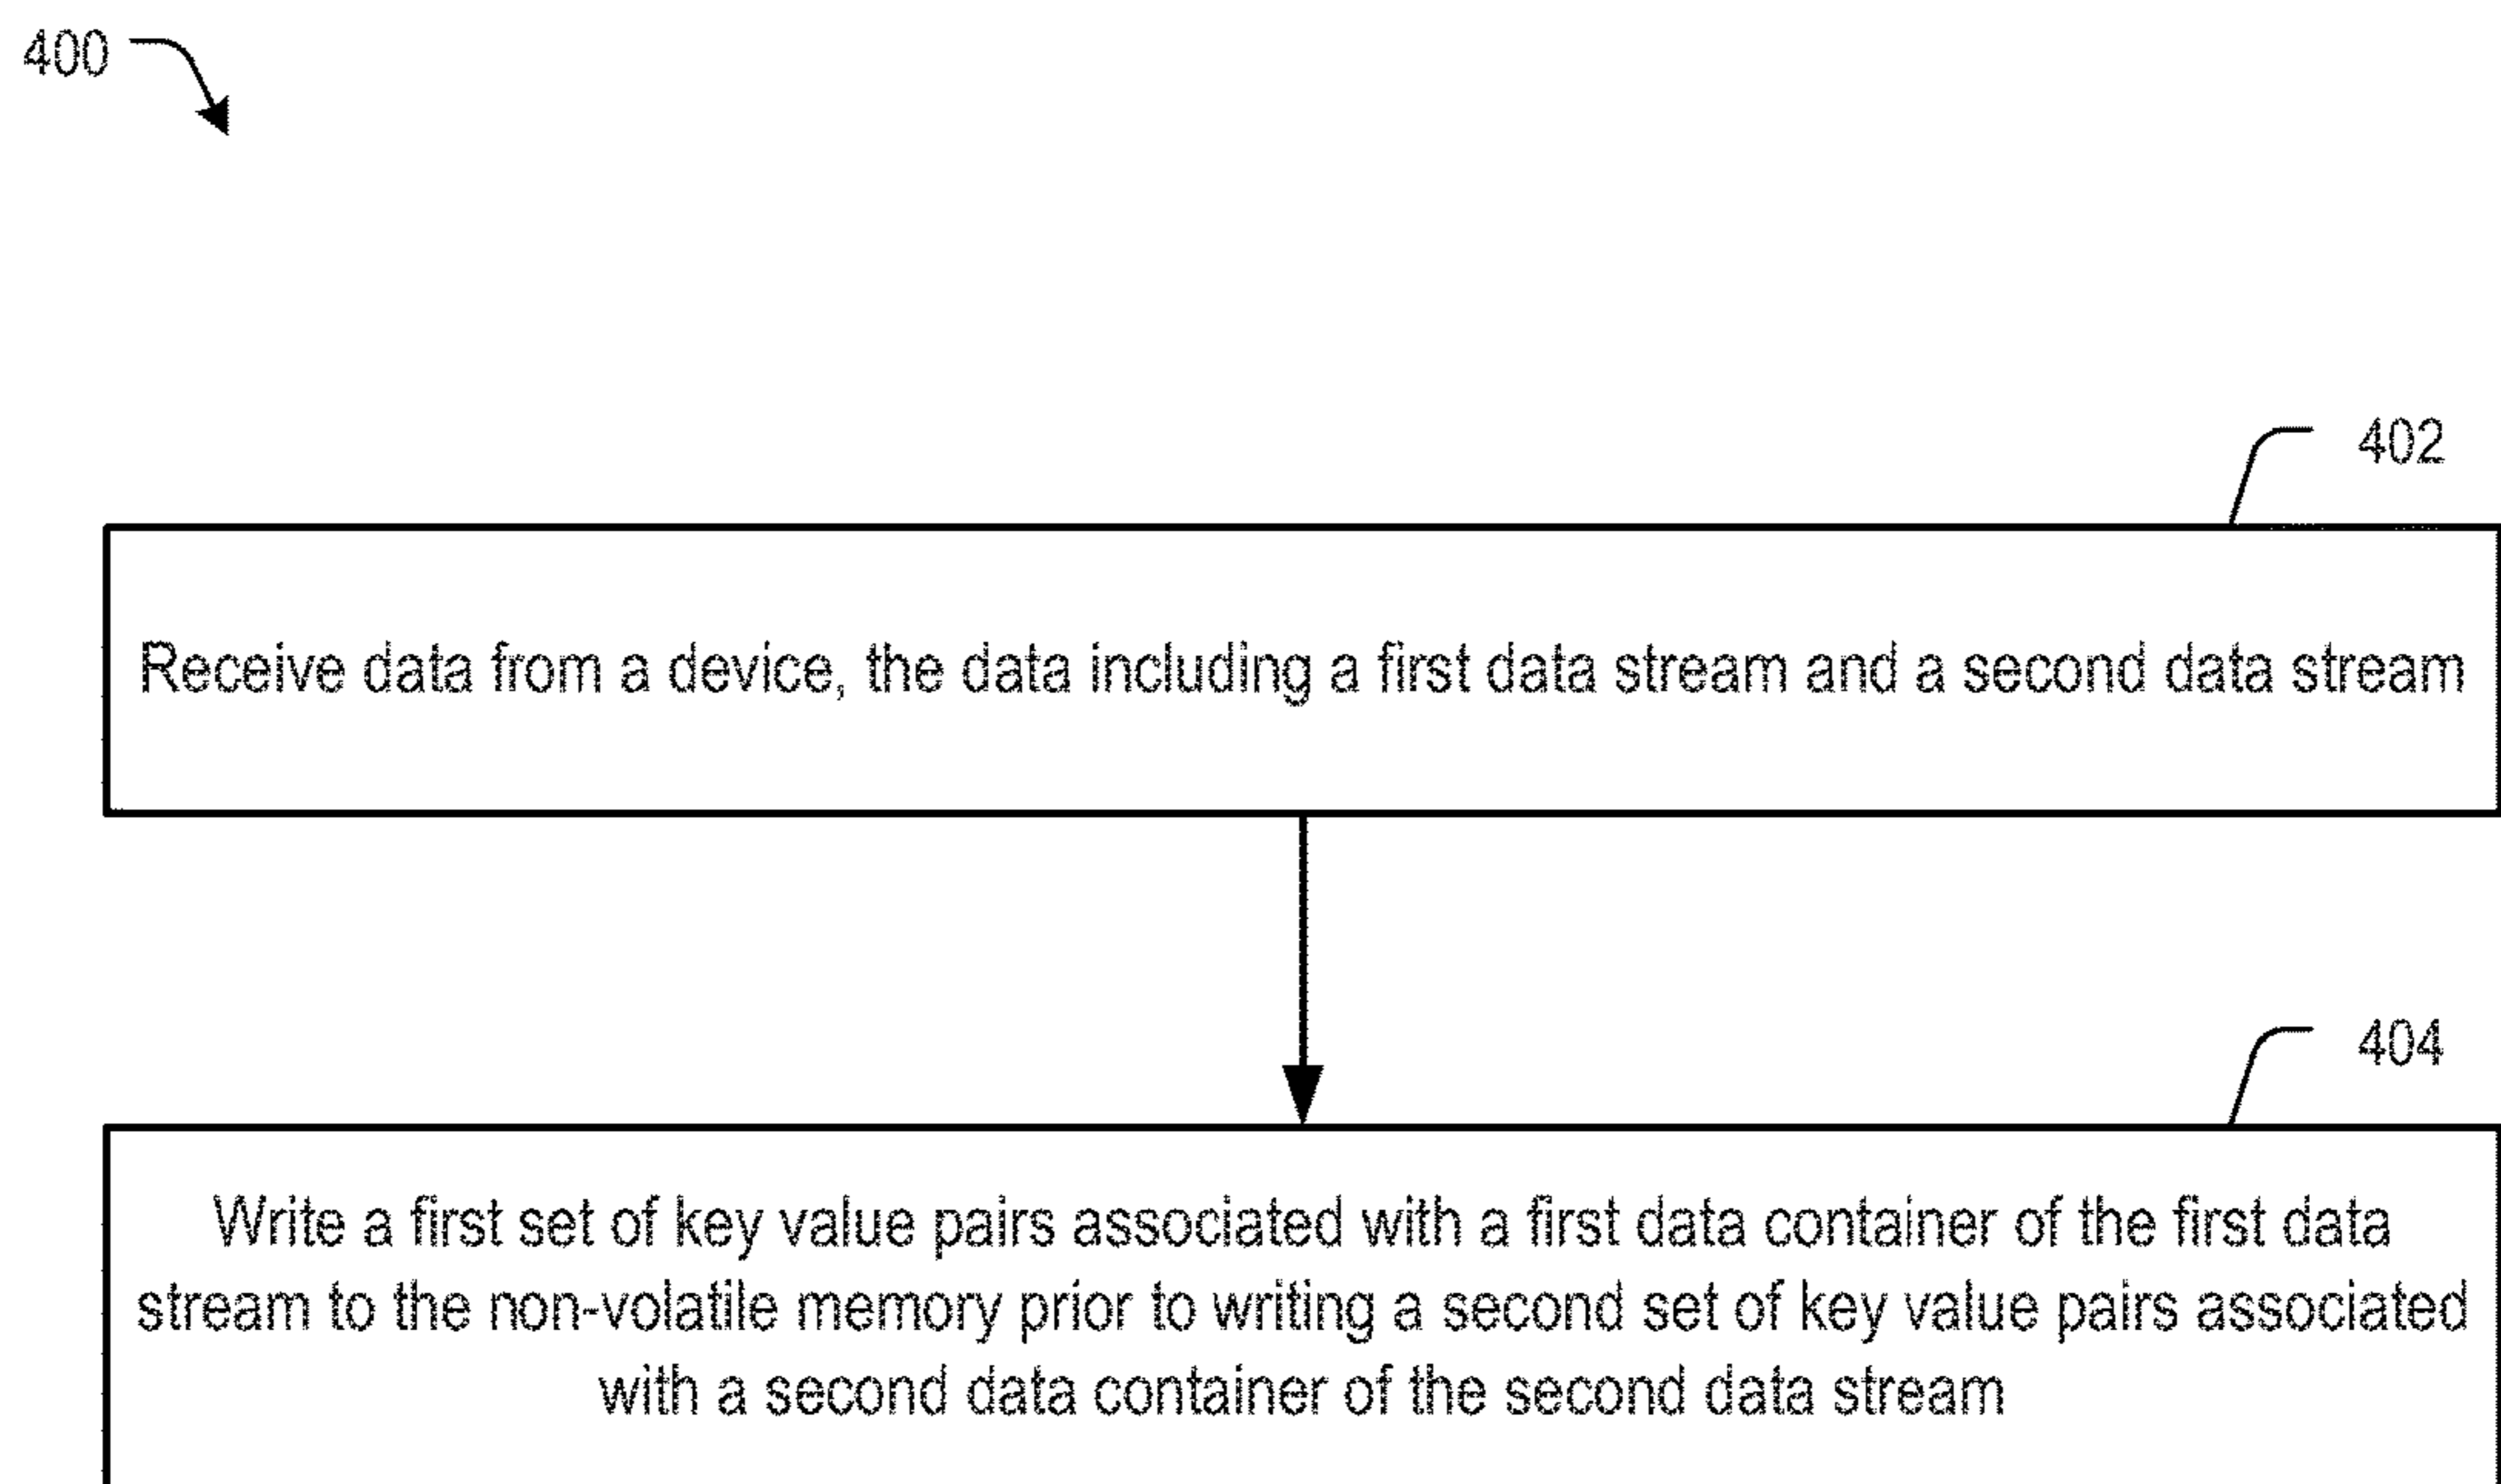 400
402
Receive data from a device, the data including a first data stream and a second data stream
404
Write a first set of key value pairs associated with a first data container of the first data
stream to the non-volatile memory prior to writing a second set of key value pairs associated
with a second data container of the second data stream